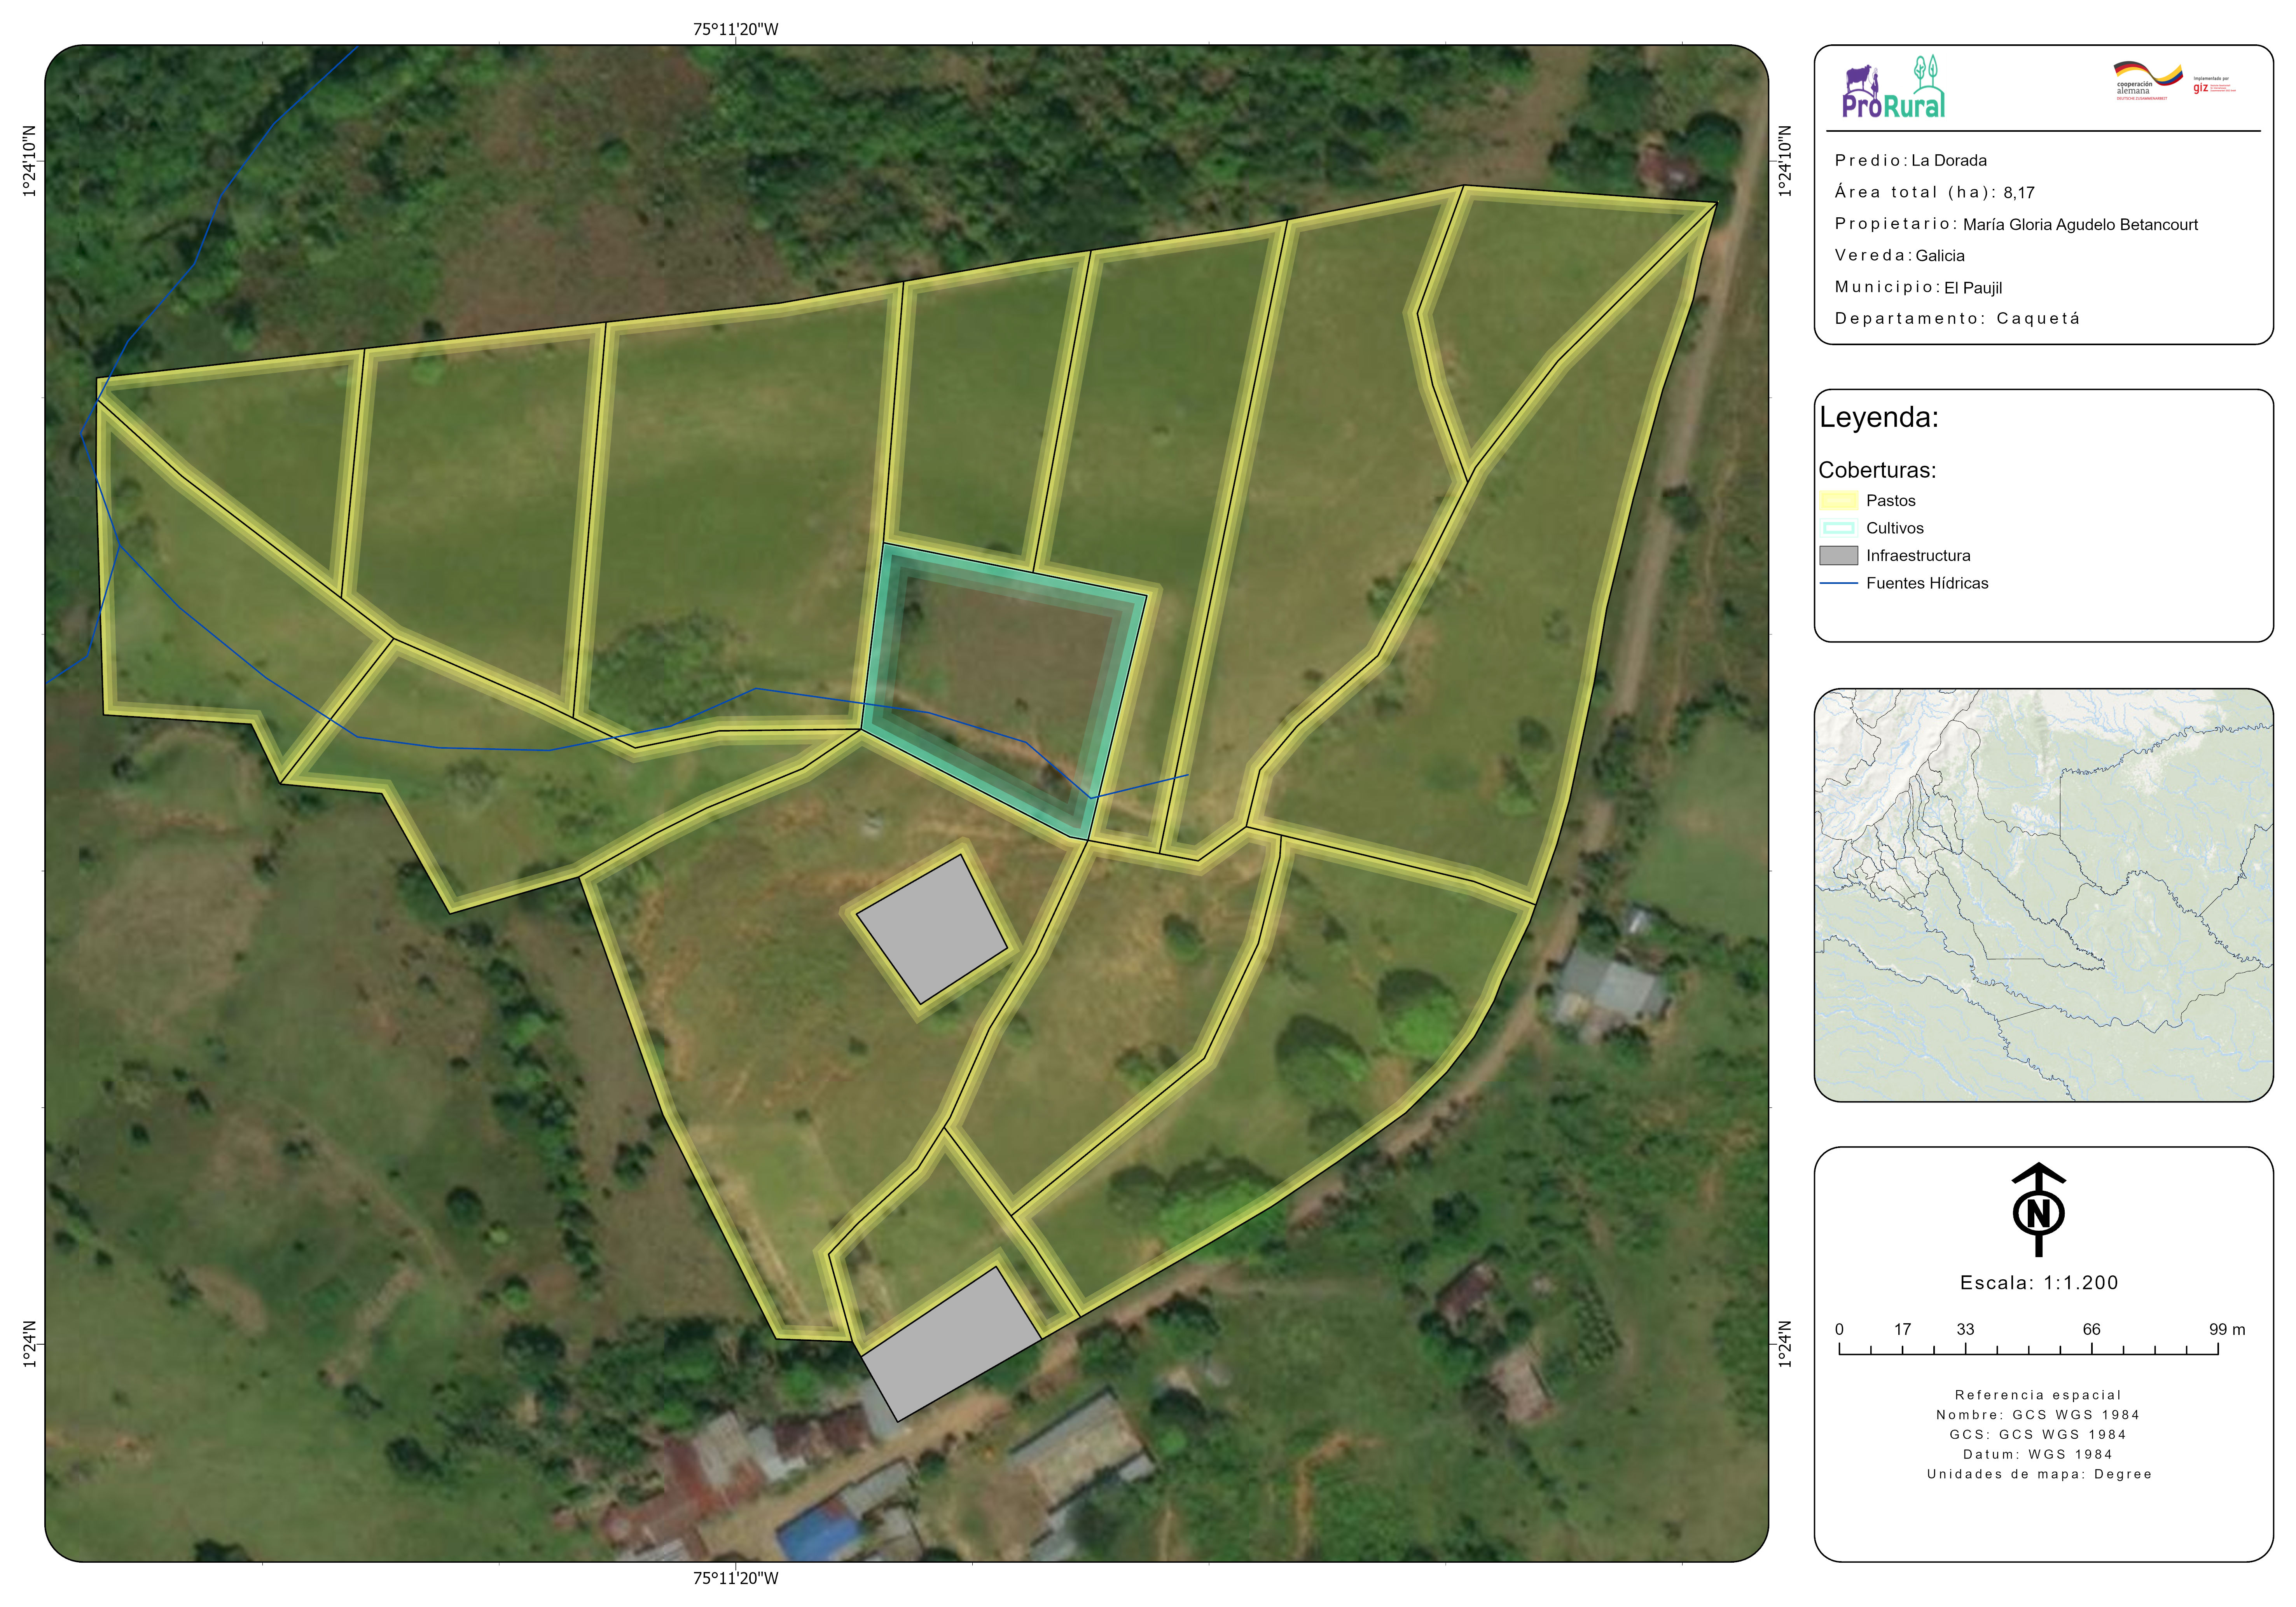 75°11'20"W
1°24'10"N
1°24'10"N
1°24'N
1°24'N
75°11'20"W
ProRural
cooperación
alemana
DEUTSCHE ZUSAMMENARBEIT
Implementada por
giz
Predio: La Dorada
Área total (ha): 8,17
Propietario: María Gloria Agudelo Betancourt
Vereda: Galicia
Municipio: El Paujil
Departamento: Caquetá
Leyenda:
Coberturas:
Pastos
Cultivos
Infraestructura
Fuentes Hídricas
N
Escala: 1:1.200
0 17 33 66 99 m
Referencia espacial
Nombre: GCS WGS 1984
GCS: GCS WGS 1984
Datum: WGS 1984
Unidades de mapa: Degree